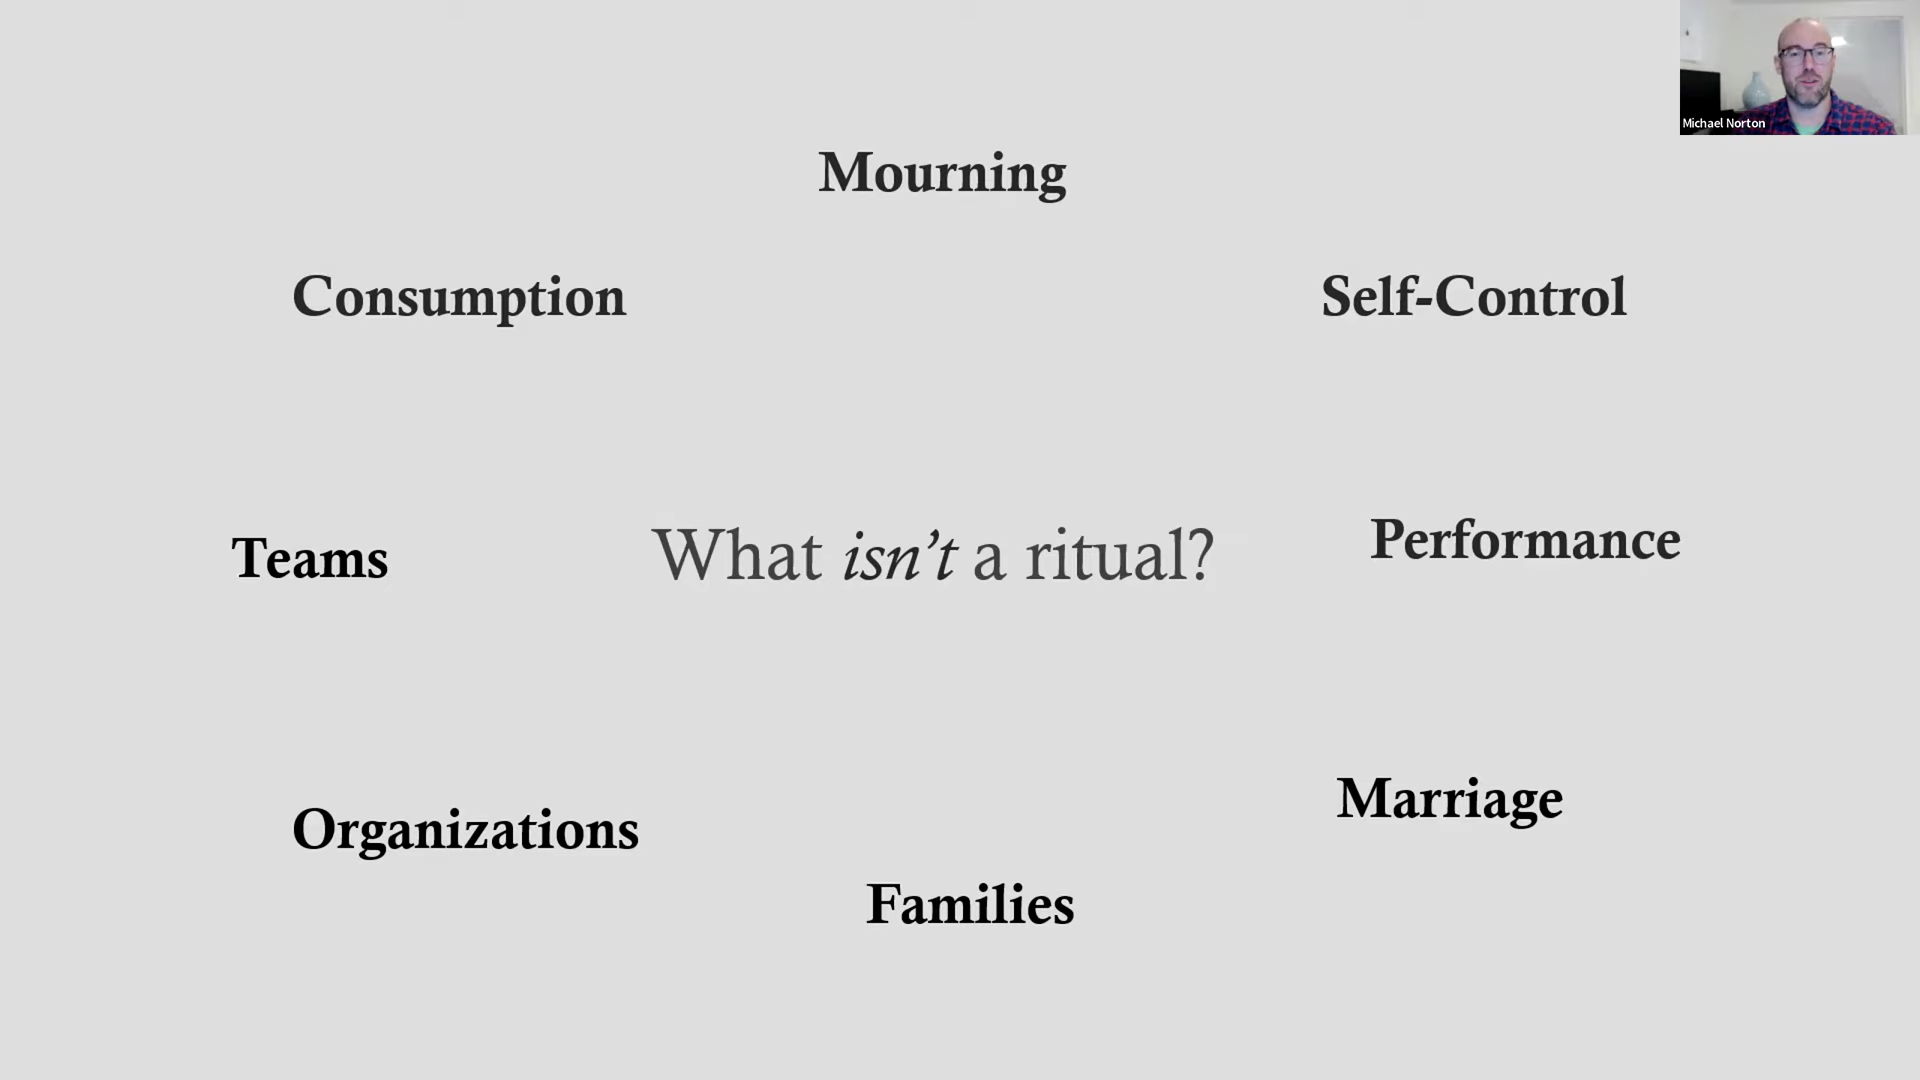 Michael Norton
Mourning
Consumption
Self-Control
Teams
What isn't a ritual?
Performance
Marriage
Organizations
Families